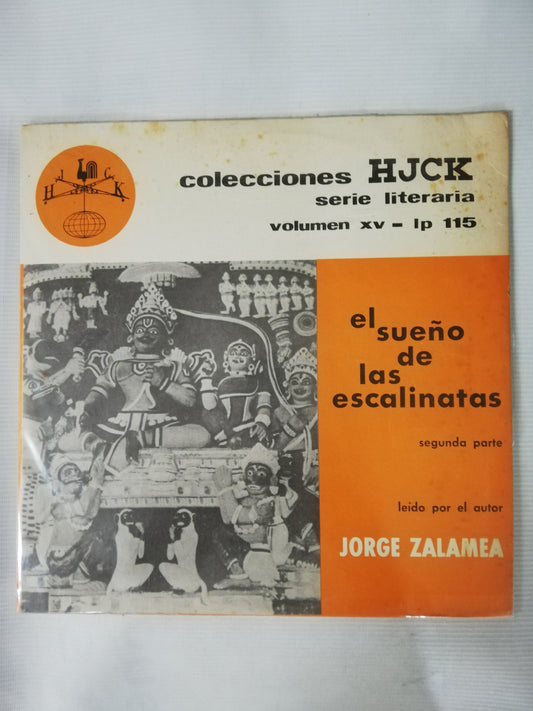 H J C K
colecciones HJCK
serie literaria
volumen xv - lp 115
el
sueño
de
las
escalinatas
segunda parte
leido por el autor
JORGE ZALAMEA